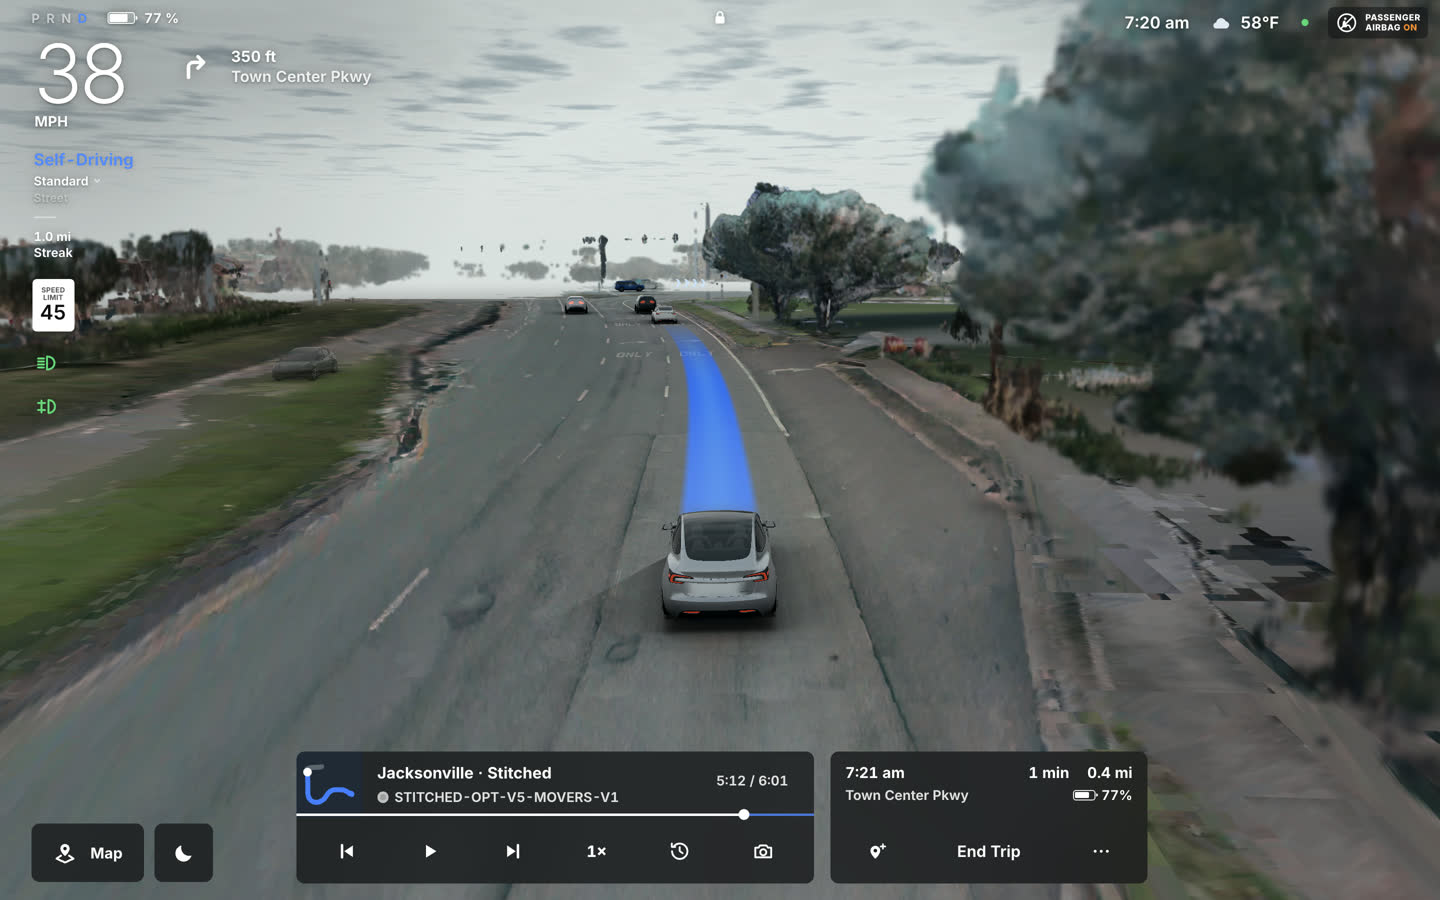 P R N D 77 %
7:20 am 58°F
PASSENGER
AIRBAG ON
38
MPH
350 ft
Town Center Pkwy
Self-Driving
Standard
Street
1.0 mi
Streak
SPEED
LIMIT
45
ONLY ONLY
Jacksonville · Stitched
5:12 / 6:01
STITCHED-OPT-V5-MOVERS-V1
1×
7:21 am 1 min 0.4 mi
Town Center Pkwy 77%
End Trip
Map